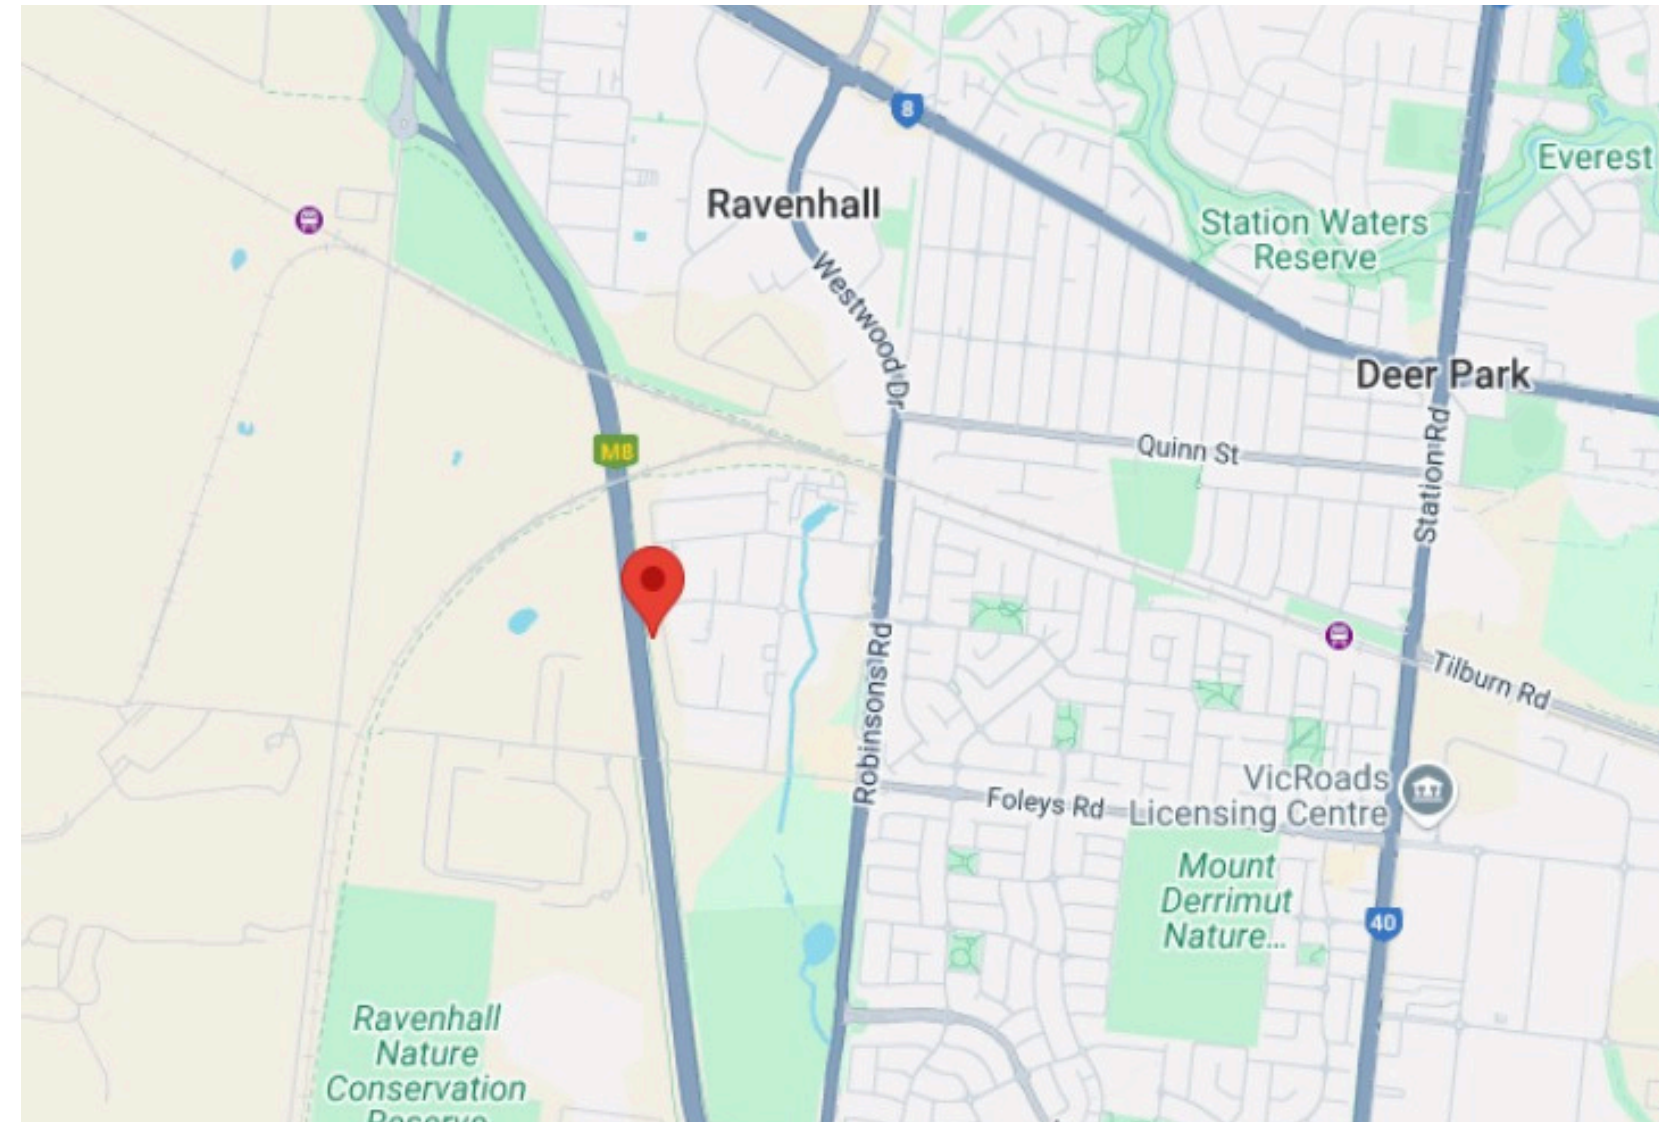 8
Everest
Ravenhall
Station Waters
Reserve
Westwood Dr
Deer Park
M8
Quinn St
Station Rd
Robinsons Rd
Tilburn Rd
VicRoads
Licensing Centre
Foleys Rd
Mount
Derrimut
Nature...
40
Ravenhall
Nature
Conservation
Reserve